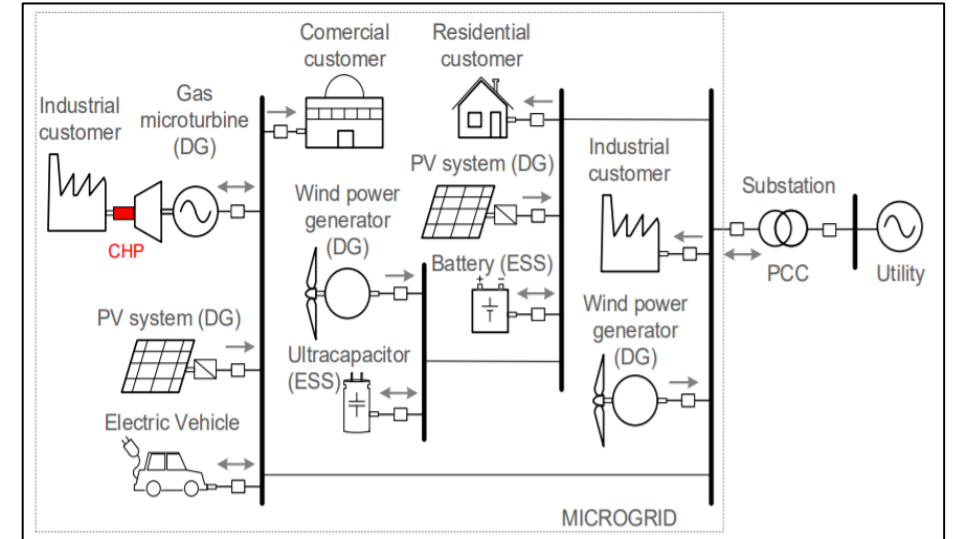 Comercial
customer
Residential
customer
Industrial
customer
Gas
microturbine
(DG)
CHP
Wind power
generator
(DG)
PV system (DG)
Industrial
customer
Substation
PCC
Utility
Battery (ESS)
+ -
PV system (DG)
Ultracapacitor
(ESS)
Wind power
generator
(DG)
Electric Vehicle
MICROGRID